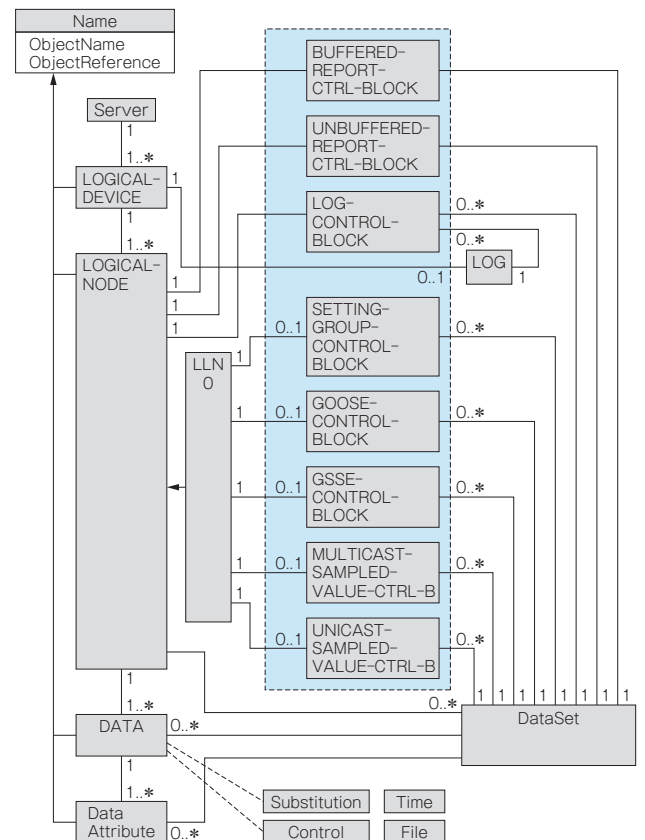 Name
ObjectName
ObjectReference
Server
1
1..*
LOGICAL-
DEVICE
1
1
1..*
LOGICAL-
NODE
1
1
1
BUFFERED-
REPORT-
CTRL-BLOCK
UNBUFFERED-
REPORT-
CTRL-BLOCK
LOG-
CONTROL-
BLOCK
0..*
0..*
LOG
0..1
1
LLN
0
1
0..1
SETTING-
GROUP-
CONTROL-
BLOCK
0..*
1
0..1
GOOSE-
CONTROL-
BLOCK
0..*
1
0..1
GSSE-
CONTROL-
BLOCK
0..*
1
0..1
MULTICAST-
SAMPLED-
VALUE-CTRL-B
0..*
1
0..1
UNICAST-
SAMPLED-
VALUE-CTRL-B
0..*
1 1 1 1 1 1 1 1
0..*
DataSet
1
1..*
DATA
0..*
1
1..*
Data
Attribute
0..*
Substitution
Time
Control
File